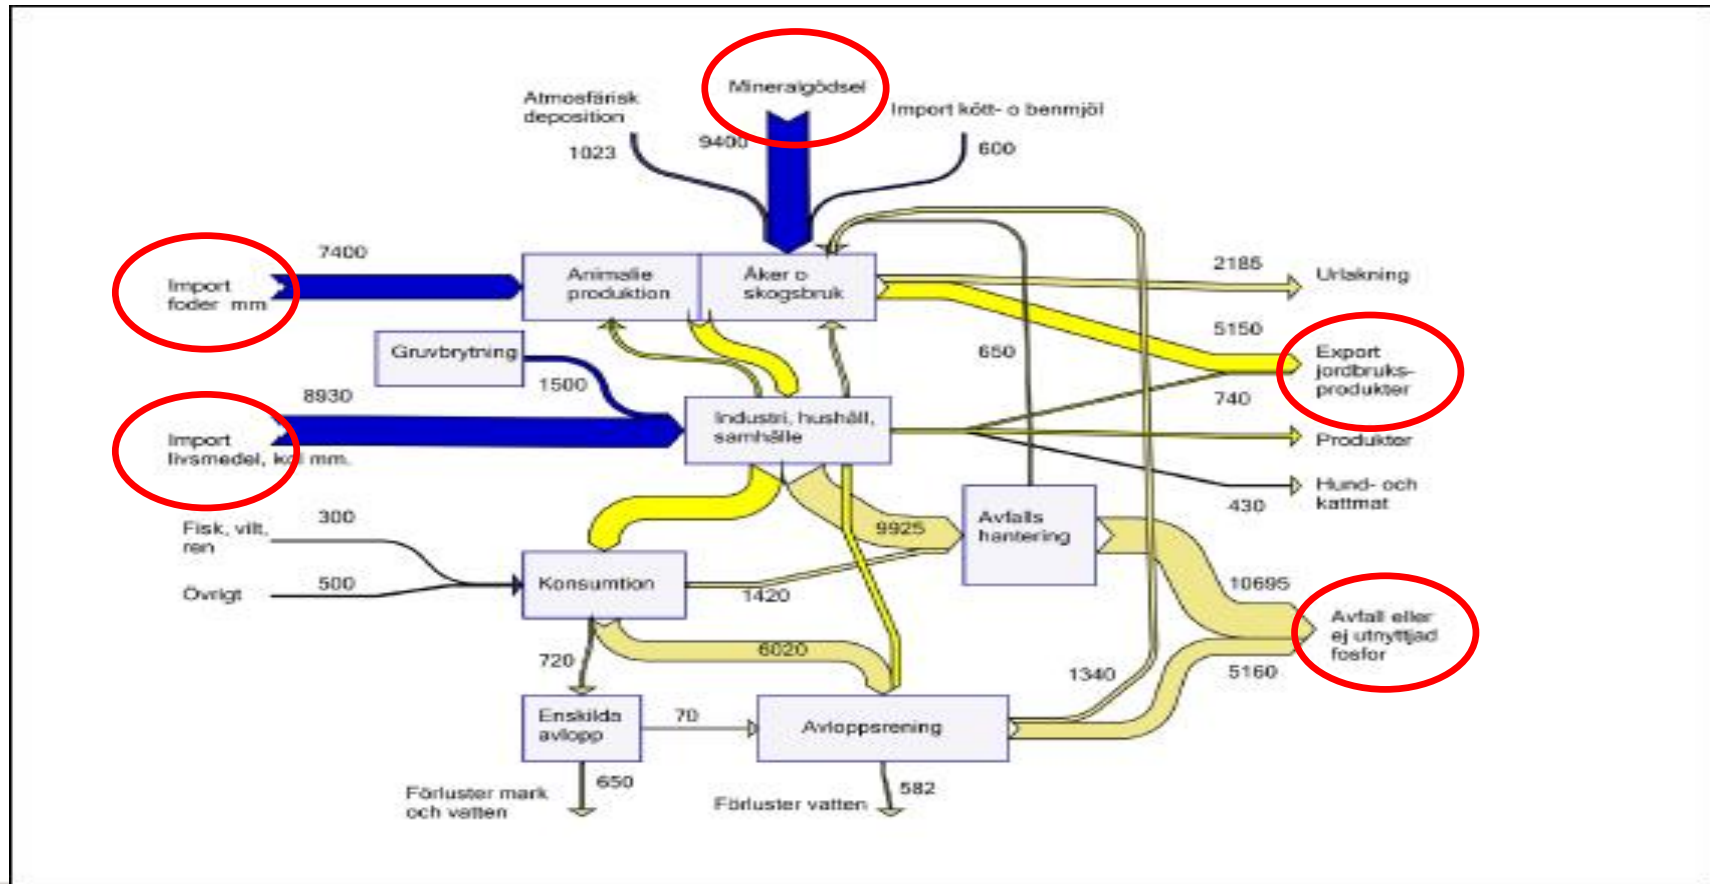 Mineralgödsel
Atmosfärisk
deposition
Import kött- o benmjöl
1023
9400
600
7400
Import
foder mm
Animalie
produktion
Åker o
skogsbruk
2185
Urlakning
5150
Export
jordbruks-
produkter
Gruvbrytning
1500
650
8930
Import
livsmedel, kol mm.
Industri, hushåll,
samhälle
740
Produkter
Hund- och
kattmat
430
Fisk, vilt,
ren
300
Övrigt
500
Konsumtion
9925
Avfalls
hantering
1420
10695
Avfall eller
ej utnyttjad
fosfor
5160
720
6020
1340
Enskilda
avlopp
70
Avloppsrening
650
Förluster mark
och vatten
582
Förluster vatten